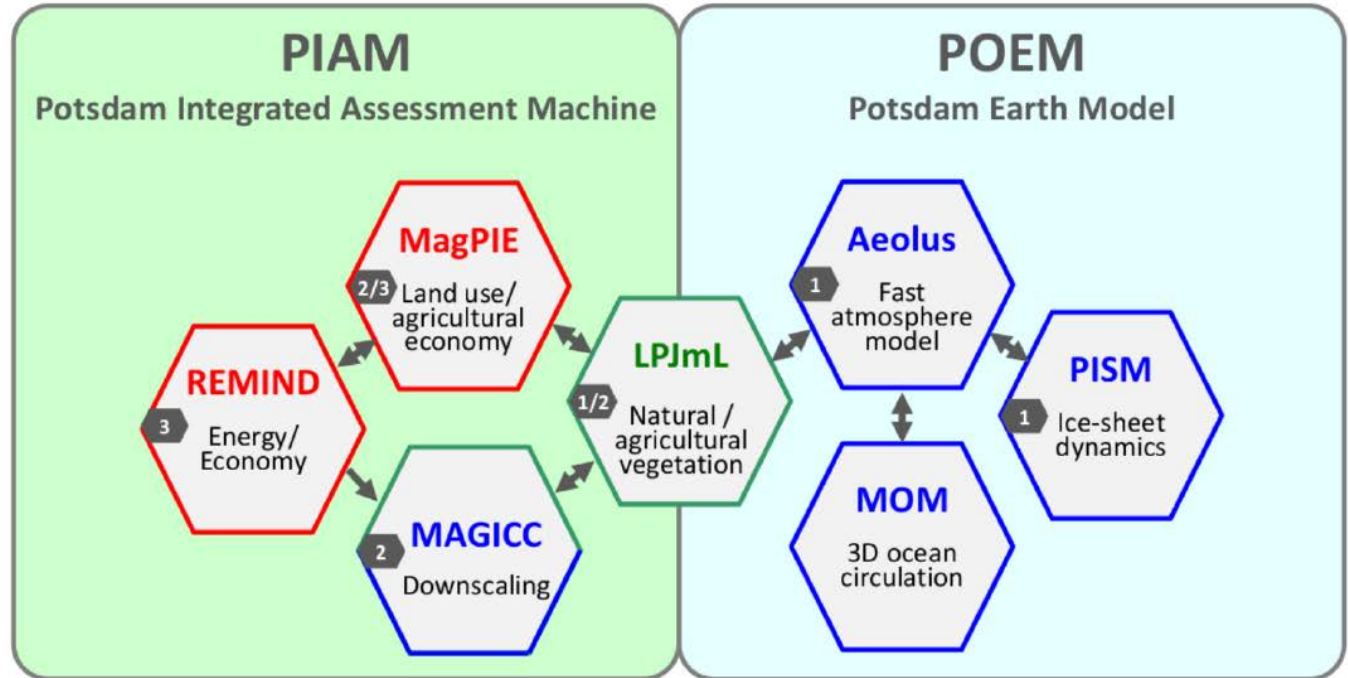 PIAM
Potsdam Integrated Assessment Machine
POEM
Potsdam Earth Model
MagPIE
2/3
Land use/
agricultural
economy
REMIND
3
Energy/
Economy
MAGICC
2
Downscaling
LPJmL
1/2
Natural /
agricultural
vegetation
Aeolus
1
Fast
atmosphere
model
PISM
1
Ice-sheet
dynamics
MOM
3D ocean
circulation